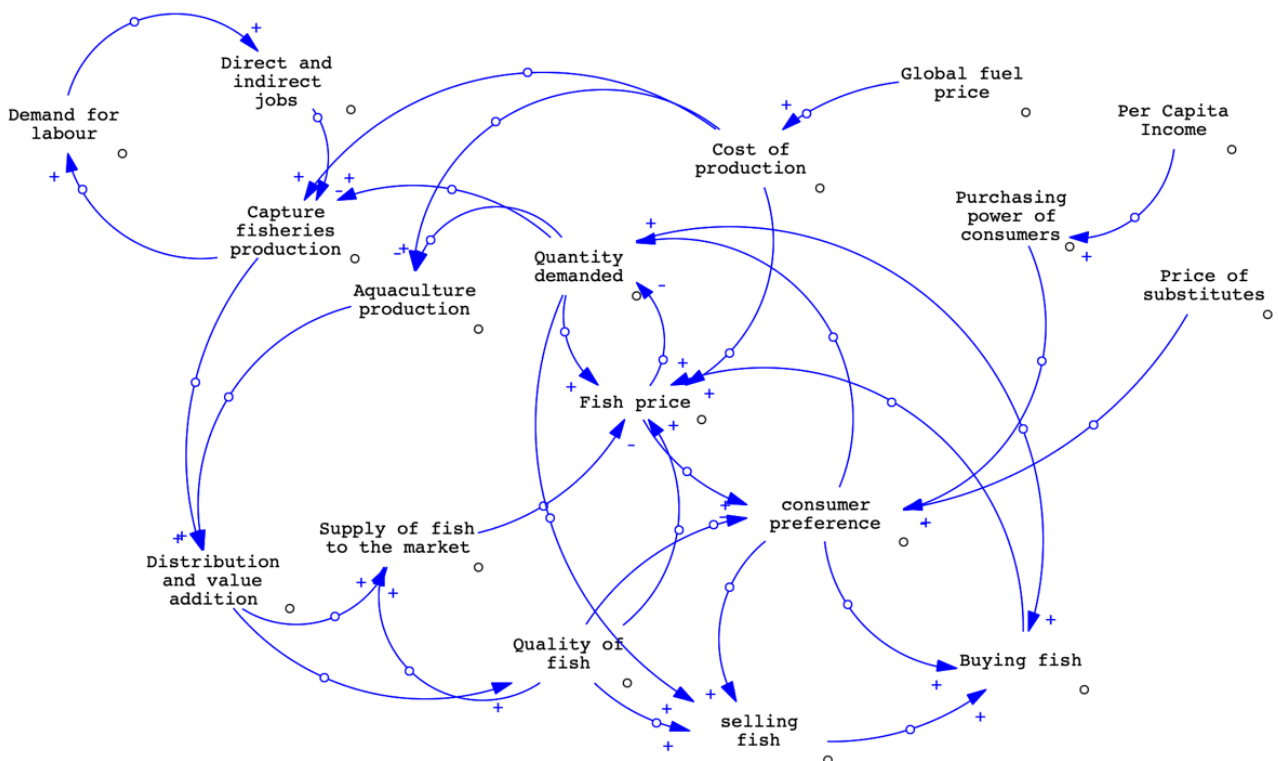 Direct and
indirect
jobs
Global fuel
price
Demand for
labour
Per Capita
Income
Cost of
production
Purchasing
power of
consumers
Capture
fisheries
production
Quantity
demanded
Price of
substitutes
Aquaculture
production
Fish price
consumer
preference
Supply of fish
to the market
Distribution
and value
addition
Quality of
fish
Buying fish
selling
fish